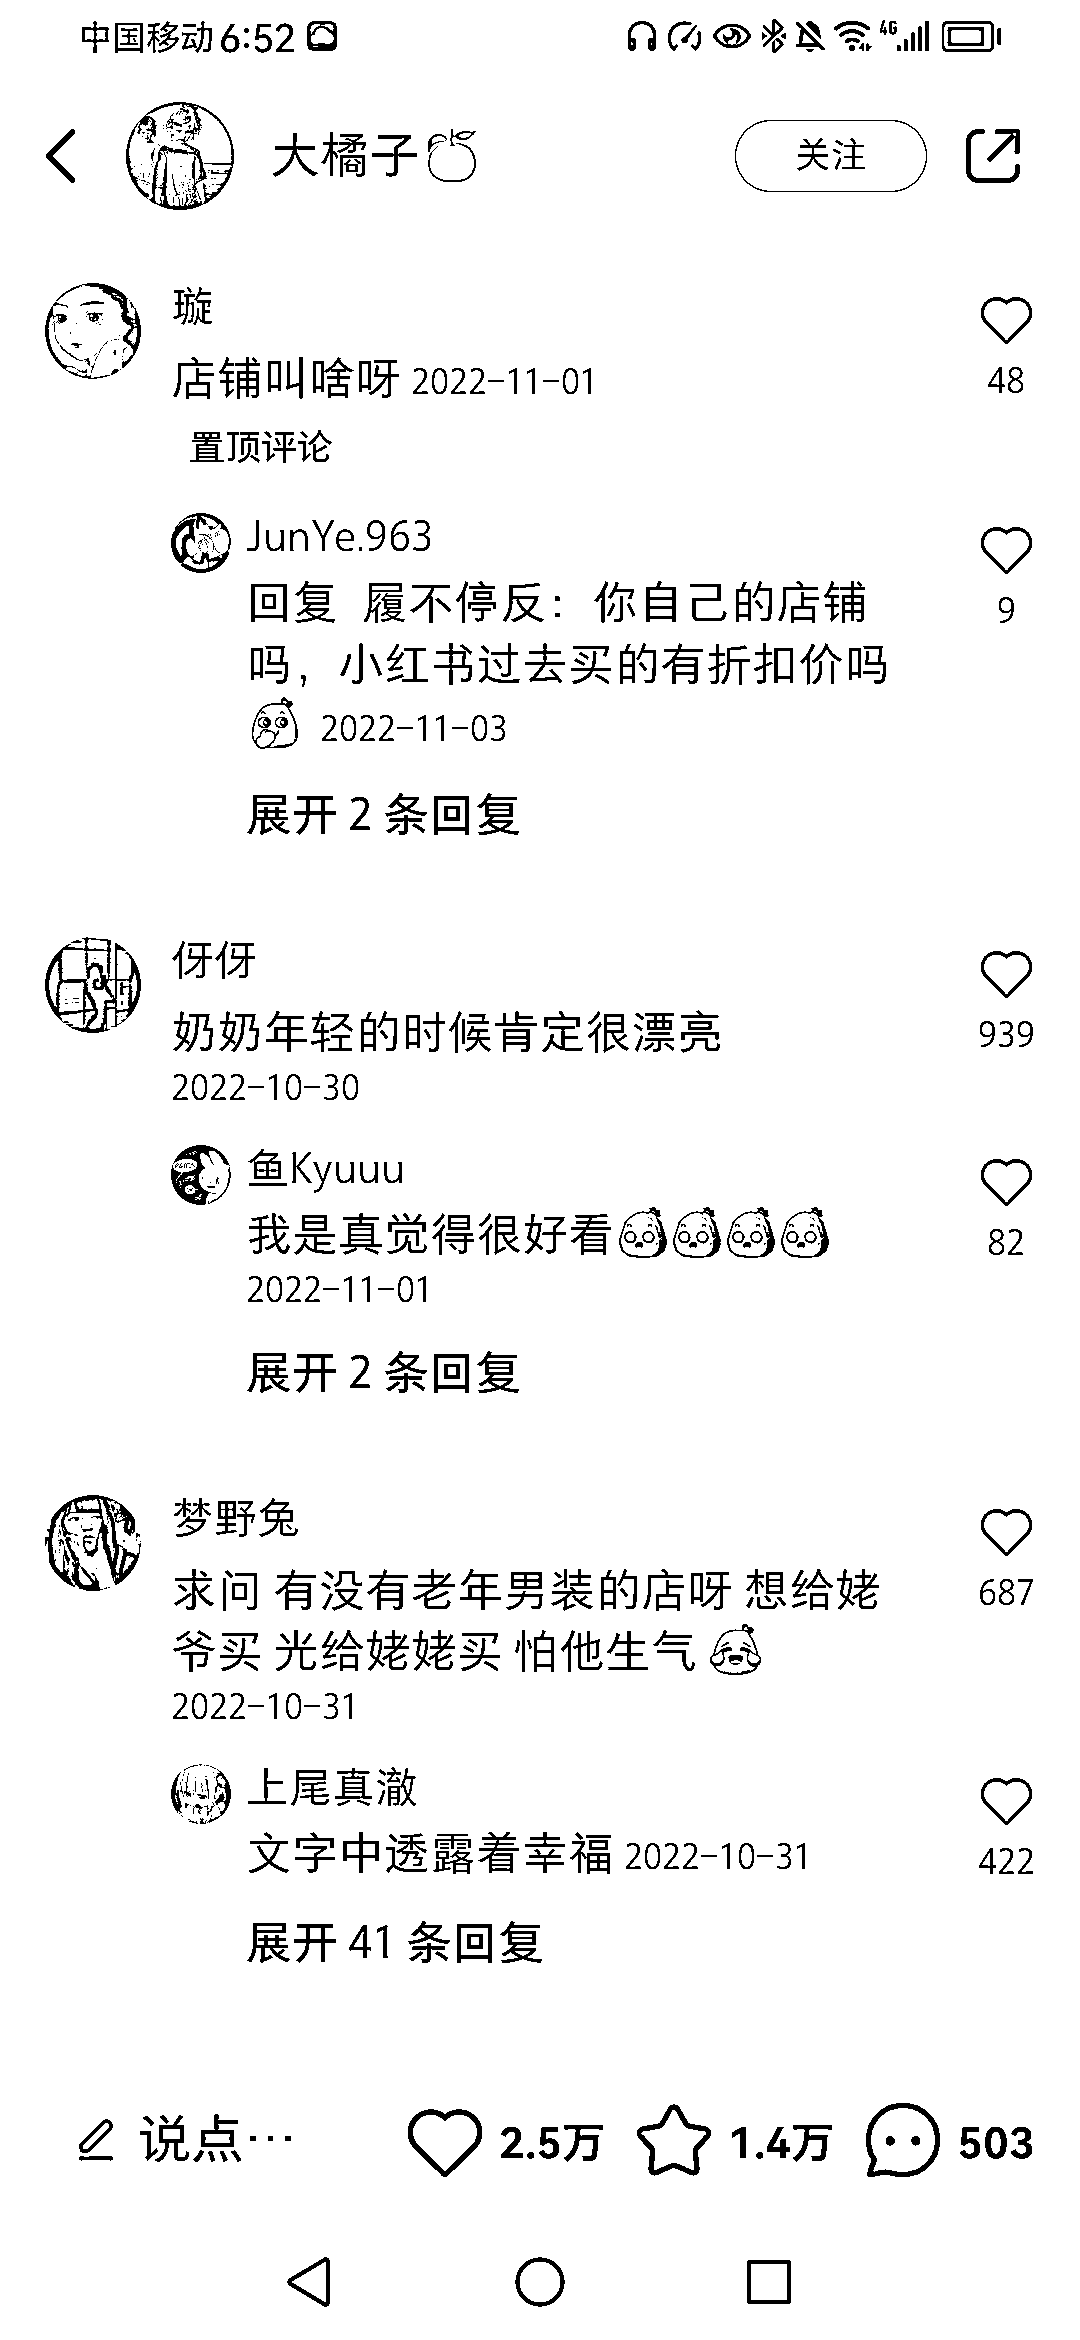 中国移动 6:52 4G
大橘子 关注
璇
店铺叫啥呀 2022-11-01
48
置顶评论
JunYe.963
回复 履不停反：你自己的店铺
9
吗，小红书过去买的有折扣价吗
2022-11-03
展开 2 条回复
伢伢
奶奶年轻的时候肯定很漂亮
939
2022-10-30
鱼Kyuuu
我是真觉得很好看
82
2022-11-01
展开 2 条回复
梦野兔
求问 有没有老年男装的店呀 想给姥
687
爷买 光给姥姥买 怕他生气
2022-10-31
上尾真澈
文字中透露着幸福 2022-10-31
422
展开 41 条回复
说点… 2.5万 1.4万 503